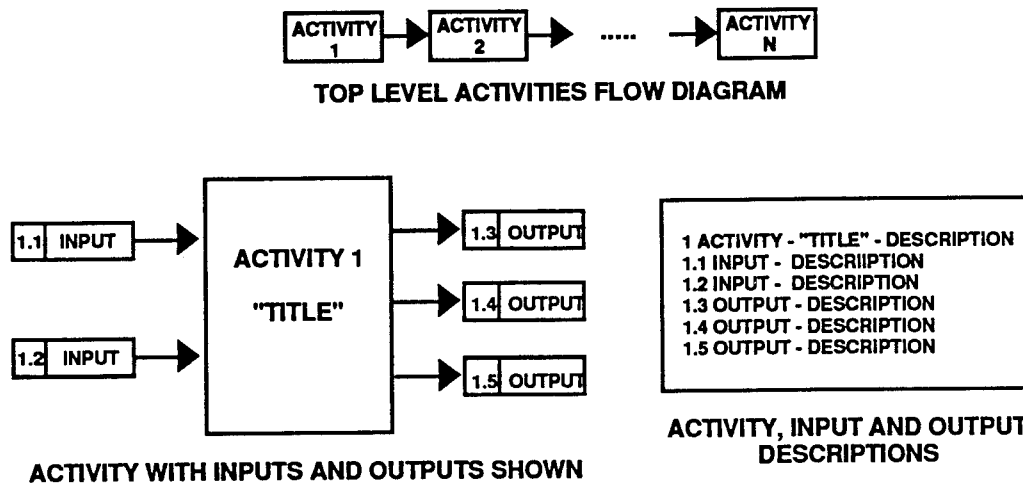 ACTIVITY
1
ACTIVITY
2
.....
ACTIVITY
N
TOP LEVEL ACTIVITIES FLOW DIAGRAM
1.1 INPUT
1.2 INPUT
ACTIVITY 1
"TITLE"
1.3 OUTPUT
1.4 OUTPUT
1.5 OUTPUT
ACTIVITY WITH INPUTS AND OUTPUTS SHOWN
1 ACTIVITY - "TITLE" - DESCRIPTION
1.1 INPUT - DESCRIIPTION
1.2 INPUT - DESCRIPTION
1.3 OUTPUT - DESCRIPTION
1.4 OUTPUT - DESCRIPTION
1.5 OUTPUT - DESCRIPTION
ACTIVITY, INPUT AND OUTPUT
DESCRIPTIONS